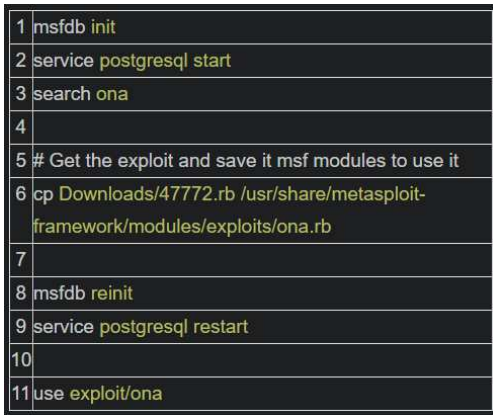 1 msfdb init
2 service postgresql start
3 search ona
4
5 # Get the exploit and save it msf modules to use it
6 cp Downloads/47772.rb /usr/share/metasploit-
framework/modules/exploits/ona.rb
7
8 msfdb reinit
9 service postgresql restart
10
11 use exploit/ona